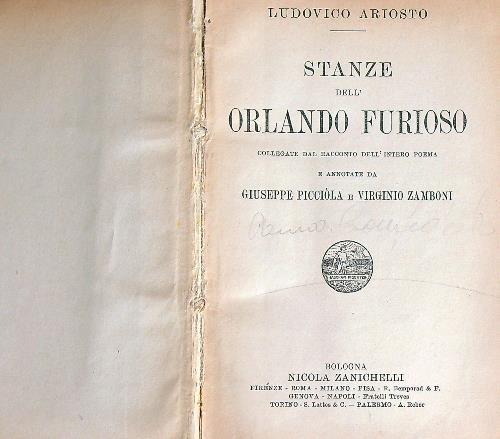 LUDOVICO ARIOSTO
STANZE
DELL'
ORLANDO FURIOSO
COLLEGATE DAL RACCONTO DELL'INTERO POEMA
E ANNOTATE DA
GIUSEPPE PICCIÒLA E VIRGINIO ZAMBONI
BOLOGNA
NICOLA ZANICHELLI
FIRENZE - ROMA - MILANO - PISA - R. Bemporad & F.
GENOVA - NAPOLI - Fratelli Treves
TORINO - S. Lattes & C. — PALERMO - A. Reber